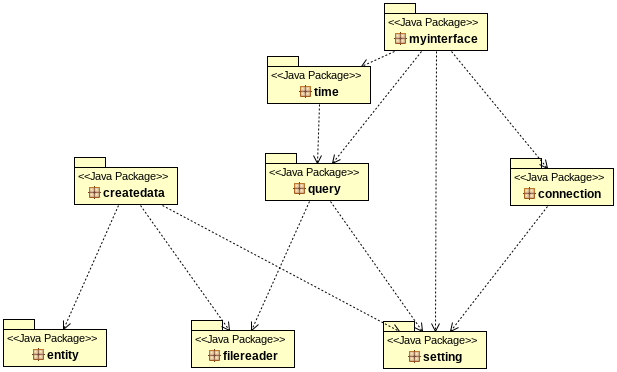 <<Java Package>>
myinterface
<<Java Package>>
time
<<Java Package>>
createdata
<<Java Package>>
query
<<Java Package>>
connection
<<Java Package>>
entity
<<Java Package>>
filereader
<<Java Package>>
setting